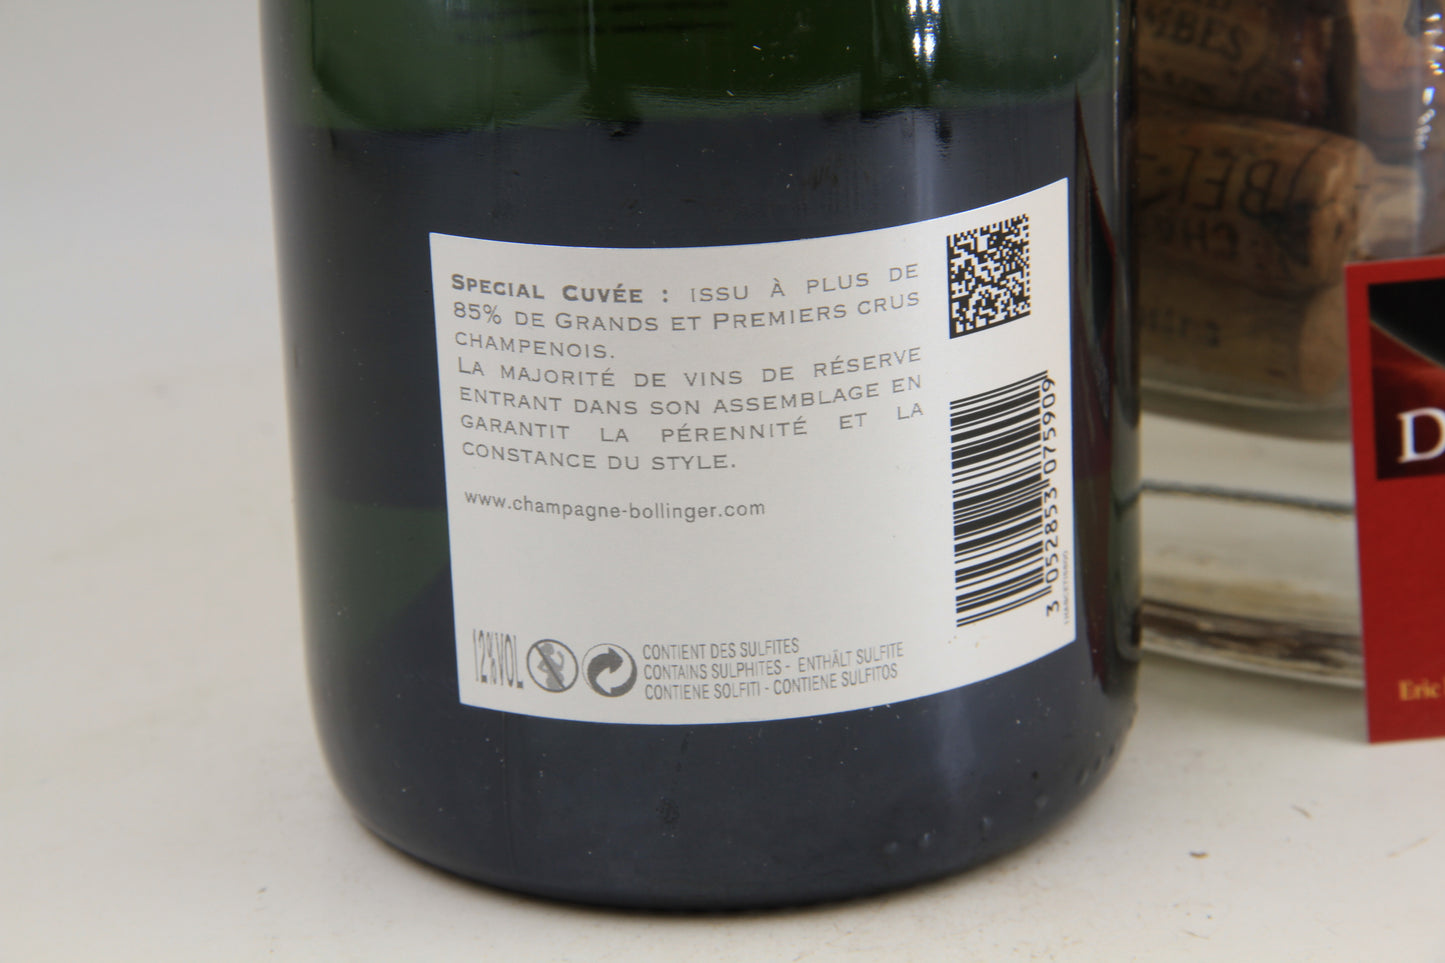 SPECIAL CUVÉE : ISSU À PLUS DE
85% DE GRANDS ET PREMIERS CRUS
CHAMPENOIS.
LA MAJORITÉ DE VINS DE RÉSERVE
ENTRANT DANS SON ASSEMBLAGE EN
GARANTIT LA PÉRENNITÉ ET LA
CONSTANCE DU STYLE.
www.champagne-bollinger.com
12%VOL
CONTIENT DES SULFITES
CONTAINS SULPHITES - ENTHÄLT SULFITE
CONTIENE SOLFITI - CONTIENE SULFITOS
3 052853 075909
D
Eric